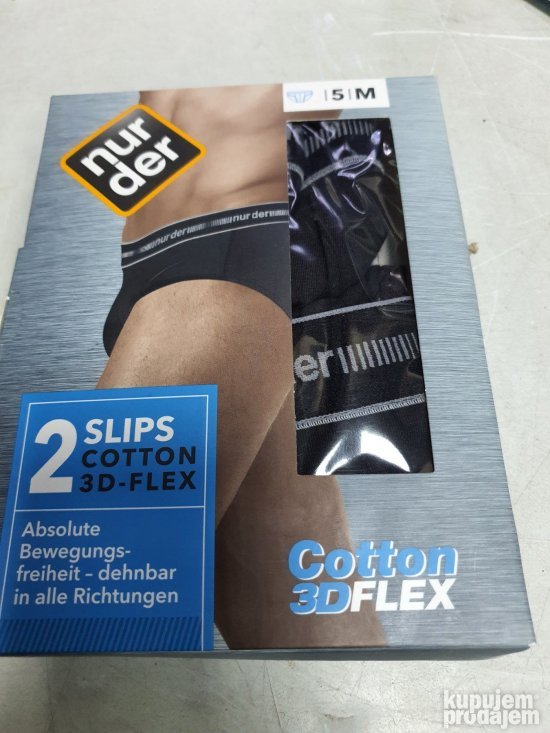 |5|M
nur
der
nur der
er
2 SLIPS
COTTON
3D-FLEX
Absolute
Bewegungs-
freiheit – dehnbar
in alle Richtungen
Cotton
3DFLEX
kupujem
prodajem